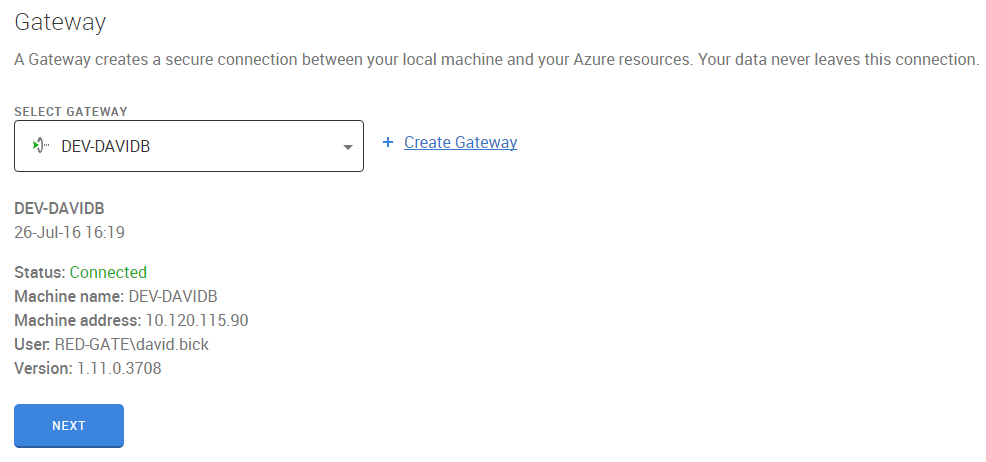 Gateway
A Gateway creates a secure connection between your local machine and your Azure resources. Your data never leaves this connection.
SELECT GATEWAY
DEV-DAVIDB
+ Create Gateway
DEV-DAVIDB
26-Jul-16 16:19
Status: Connected
Machine name: DEV-DAVIDB
Machine address: 10.120.115.90
User: RED-GATE\david.bick
Version: 1.11.0.3708
NEXT